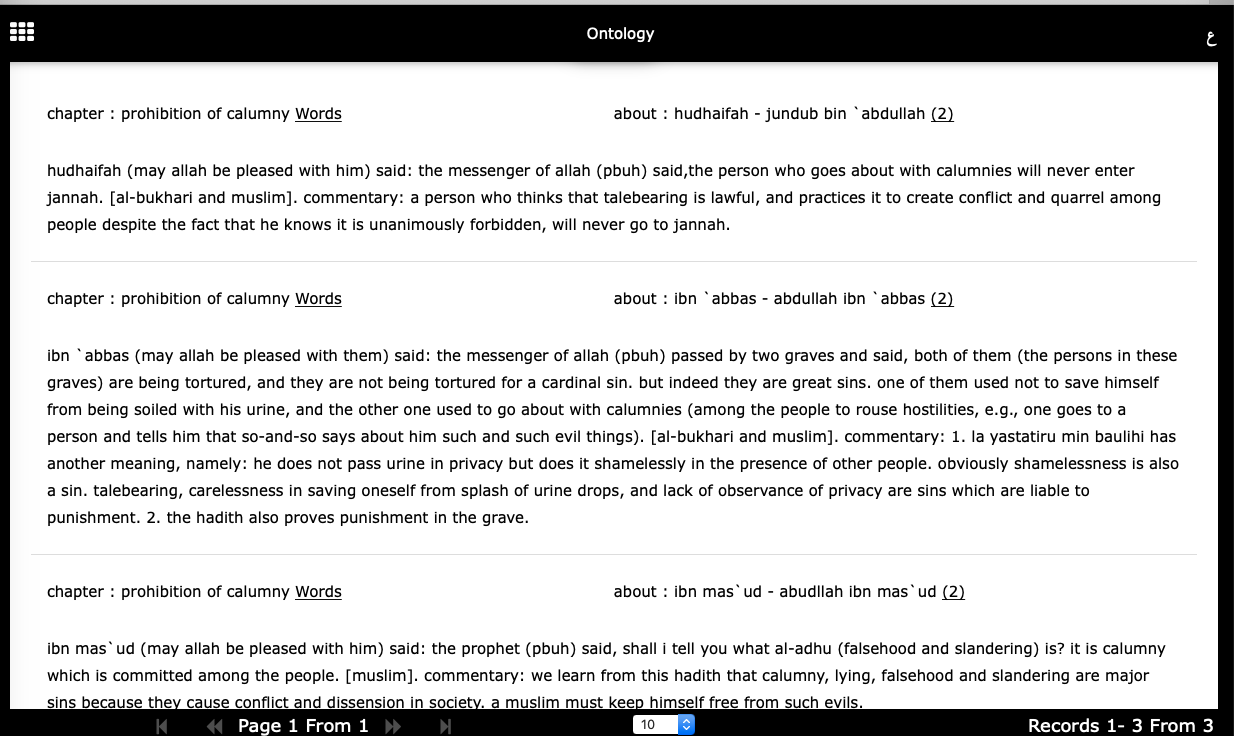 Ontology
ع
chapter : prohibition of calumny Words
about : hudhaifah - jundub bin `abdullah (2)
hudhaifah (may allah be pleased with him) said: the messenger of allah (pbuh) said,the person who goes about with calumnies will never enter
jannah. [al-bukhari and muslim]. commentary: a person who thinks that talebearing is lawful, and practices it to create conflict and quarrel among
people despite the fact that he knows it is unanimously forbidden, will never go to jannah.
chapter : prohibition of calumny Words
about : ibn `abbas - abdullah ibn `abbas (2)
ibn `abbas (may allah be pleased with them) said: the messenger of allah (pbuh) passed by two graves and said, both of them (the persons in these
graves) are being tortured, and they are not being tortured for a cardinal sin. but indeed they are great sins. one of them used not to save himself
from being soiled with his urine, and the other one used to go about with calumnies (among the people to rouse hostilities, e.g., one goes to a
person and tells him that so-and-so says about him such and such evil things). [al-bukhari and muslim]. commentary: 1. la yastatiru min baulihi has
another meaning, namely: he does not pass urine in privacy but does it shamelessly in the presence of other people. obviously shamelessness is also
a sin. talebearing, carelessness in saving oneself from splash of urine drops, and lack of observance of privacy are sins which are liable to
punishment. 2. the hadith also proves punishment in the grave.
chapter : prohibition of calumny Words
about : ibn mas`ud - abudllah ibn mas`ud (2)
ibn mas`ud (may allah be pleased with him) said: the prophet (pbuh) said, shall i tell you what al-adhu (falsehood and slandering) is? it is calumny
which is committed among the people. [muslim]. commentary: we learn from this hadith that calumny, lying, falsehood and slandering are major
sins because they cause conflict and dissension in society. a muslim must keep himself free from such evils.
Page 1 From 1
10
Records 1- 3 From 3